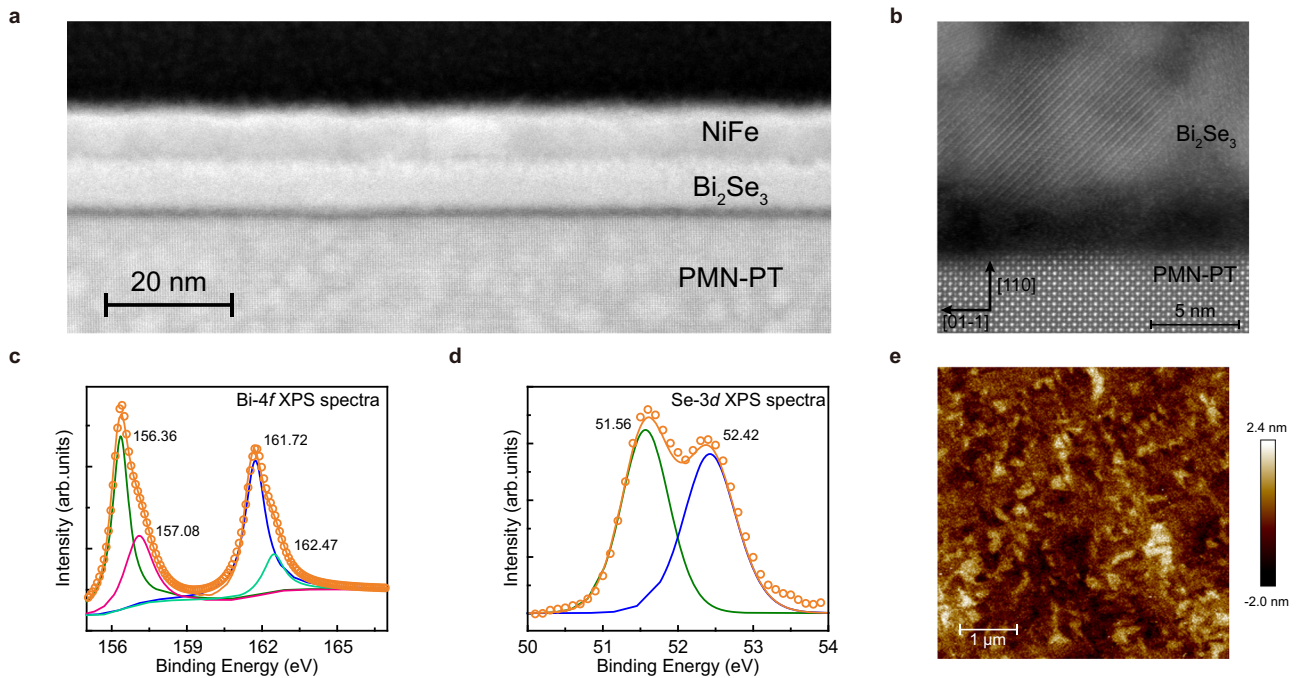 a
NiFe
Bi₂Se₃
PMN-PT
20 nm
b
Bi₂Se₃
PMN-PT
[110]
[01-1]
5 nm
c
Bi-4f XPS spectra
156.36
161.72
157.08
162.47
Intensity (arb.units)
156 159 162 165
Binding Energy (eV)
d
Se-3d XPS spectra
51.56
52.42
Intensity (arb.units)
50 51 52 53 54
Binding Energy (eV)
e
2.4 nm
-2.0 nm
1 μm